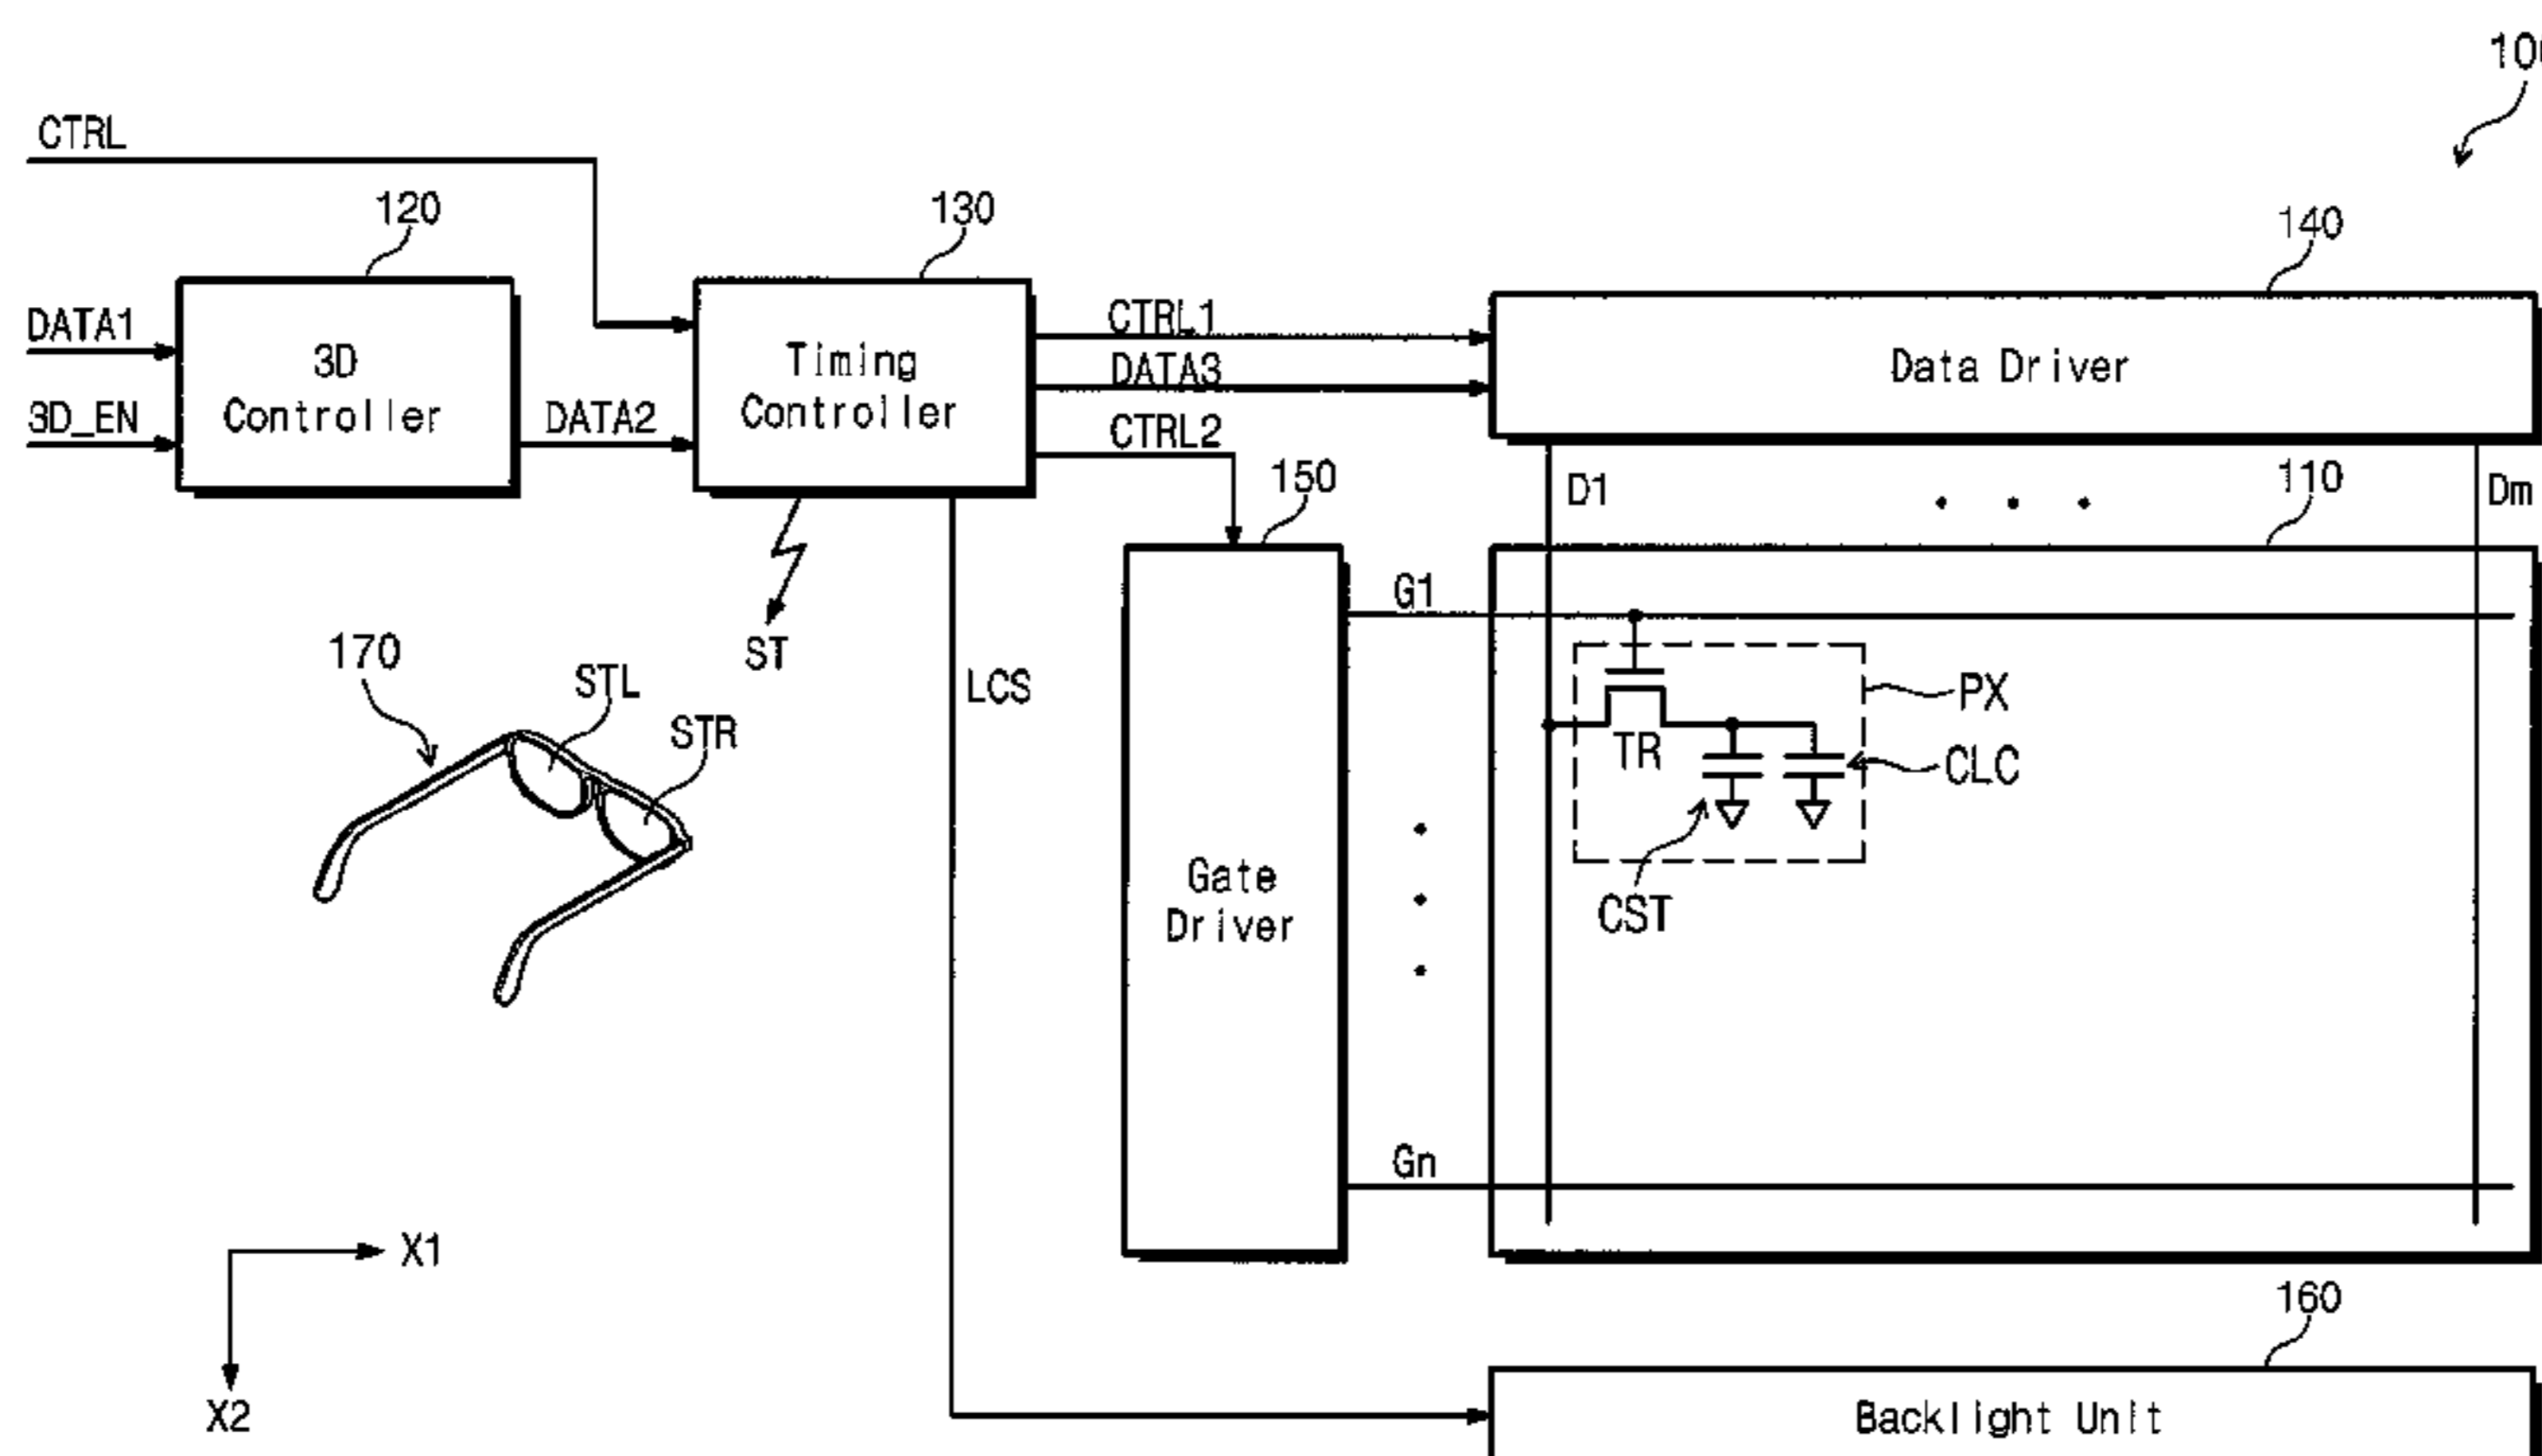 CTRL
120
130
140
DATA1
3D_EN
3D
Controller
DATA2
Timing
Controller
CTRL1
DATA3
CTRL2
Data Driver
150
D1
110
Dm
G1
170
STL
STR
ST
LCS
PX
TR
CLC
CST
Gate
Driver
Gn
X1
X2
160
Backlight Unit